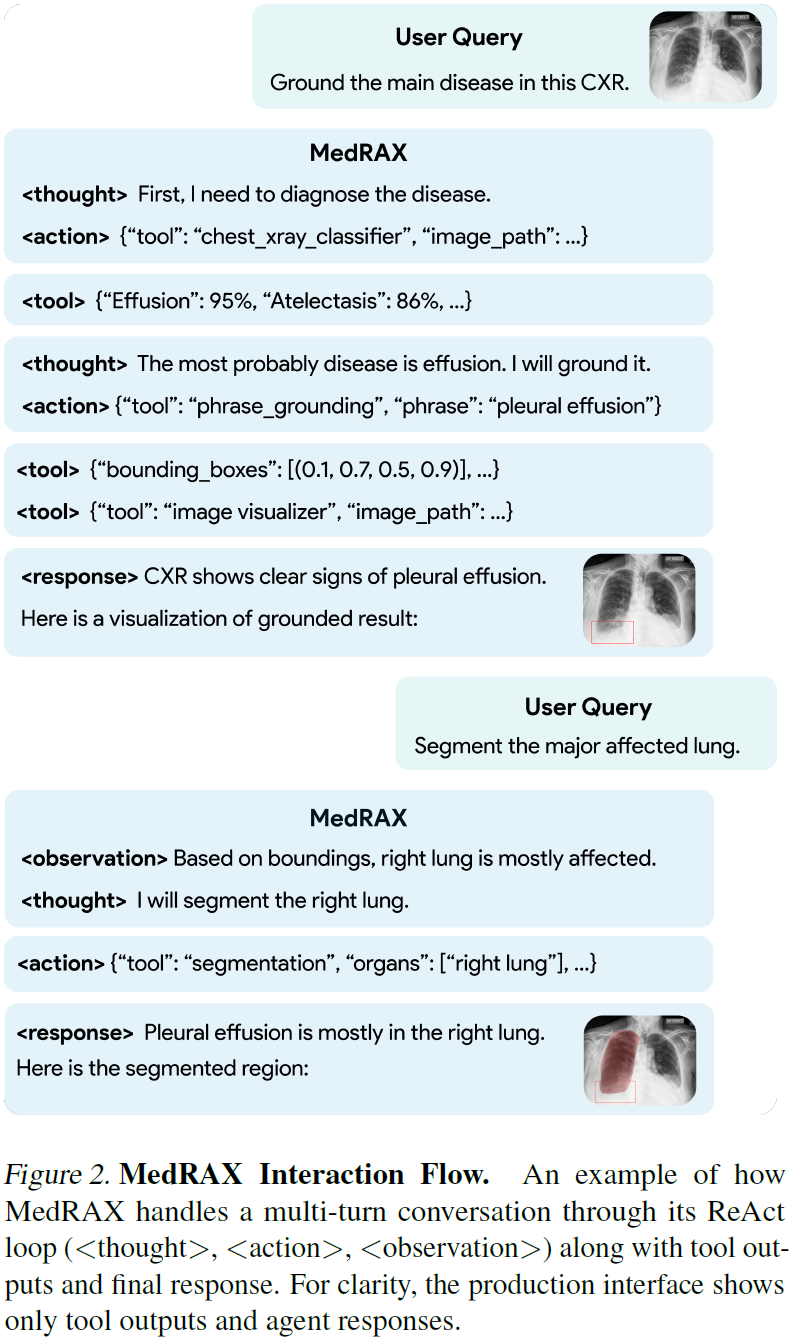 User Query
Ground the main disease in this CXR.
MedRAX
<thought> First, I need to diagnose the disease.
<action> {“tool”: “chest_xray_classifier”, “image_path”: ...}
<tool> {“Effusion”: 95%, “Atelectasis”: 86%, ...}
<thought> The most probably disease is effusion. I will ground it.
<action> {“tool”: “phrase_grounding”, “phrase”: “pleural effusion”}
<tool> {“bounding_boxes”: [(0.1, 0.7, 0.5, 0.9)], ...}
<tool> {“tool”: “image visualizer”, “image_path”: ...}
<response> CXR shows clear signs of pleural effusion.
Here is a visualization of grounded result:
User Query
Segment the major affected lung.
MedRAX
<observation> Based on boundings, right lung is mostly affected.
<thought> I will segment the right lung.
<action> {“tool”: “segmentation”, “organs”: [“right lung”], ...}
<response> Pleural effusion is mostly in the right lung.
Here is the segmented region:
Figure 2. MedRAX Interaction Flow. An example of how
MedRAX handles a multi-turn conversation through its ReAct
loop (<thought>, <action>, <observation>) along with tool out-
puts and final response. For clarity, the production interface shows
only tool outputs and agent responses.